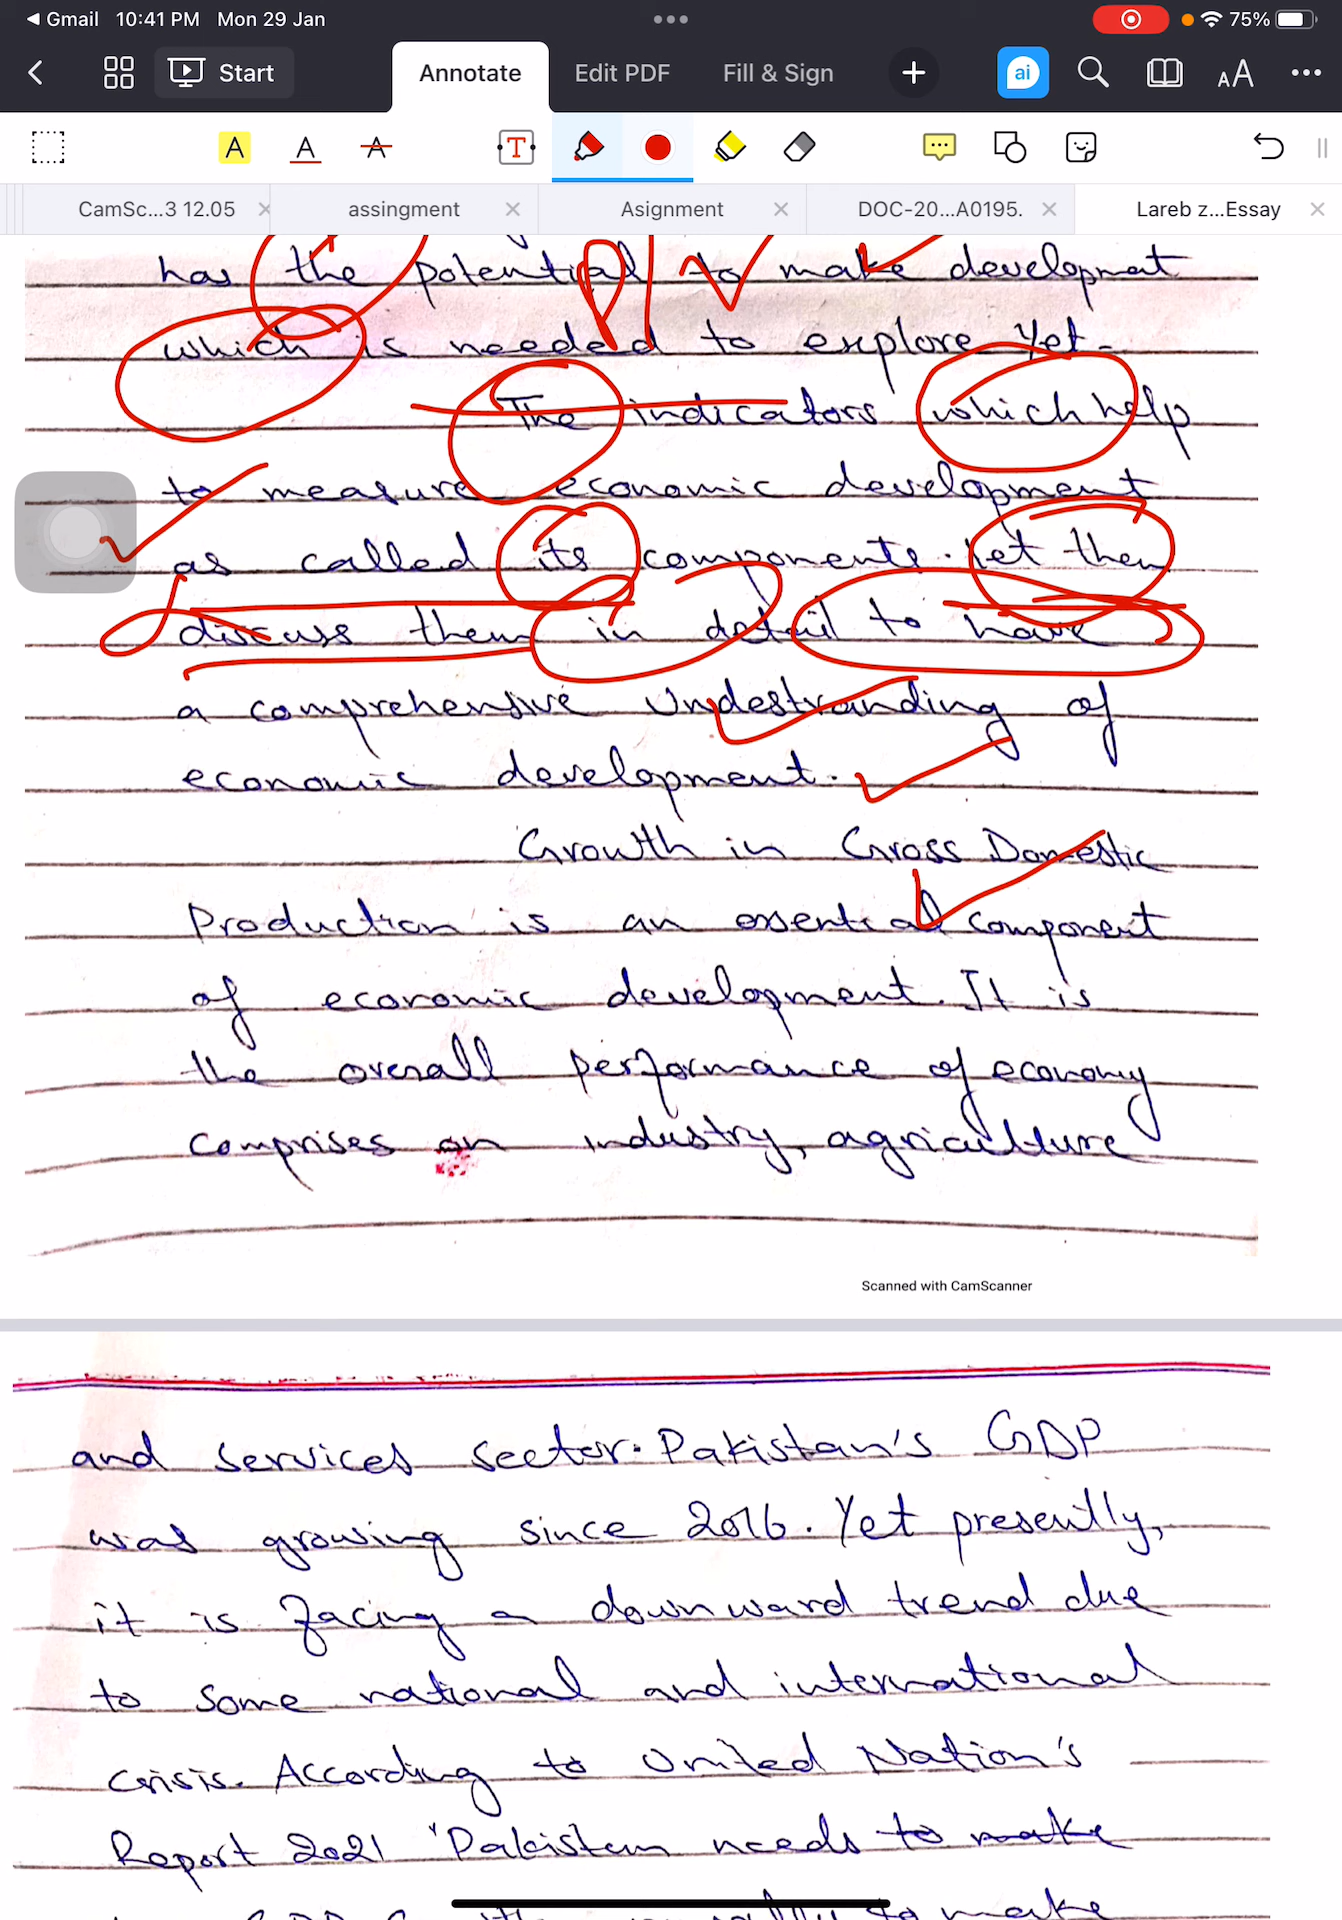 Gmail 10:41 PM Mon 29 Jan 75%
Start Annotate Edit PDF Fill & Sign ai AA
A A A T
CamSc...3 12.05 assingment Asignment DOC-20...A0195. Lareb z...Essay
has the potential to make developmat
which is needed to explore yet.
The indicators which help
to measure economic development
as called its components. Let then
discuss them in detail to have
a comprehensive Undestranding of
economic development.
Growth in Gross Domestic
Production is an essential component
of economic development. It is
the overall performance of economy
comprises on industry, agriculture
Scanned with CamScanner
and services sector. Pakistan's GDP
was growing since 2016. Yet presently,
it is facing a downward trend due
to some national and international
crisis. According to United Nation's
Report 2021 "Pakistan needs to make
to make